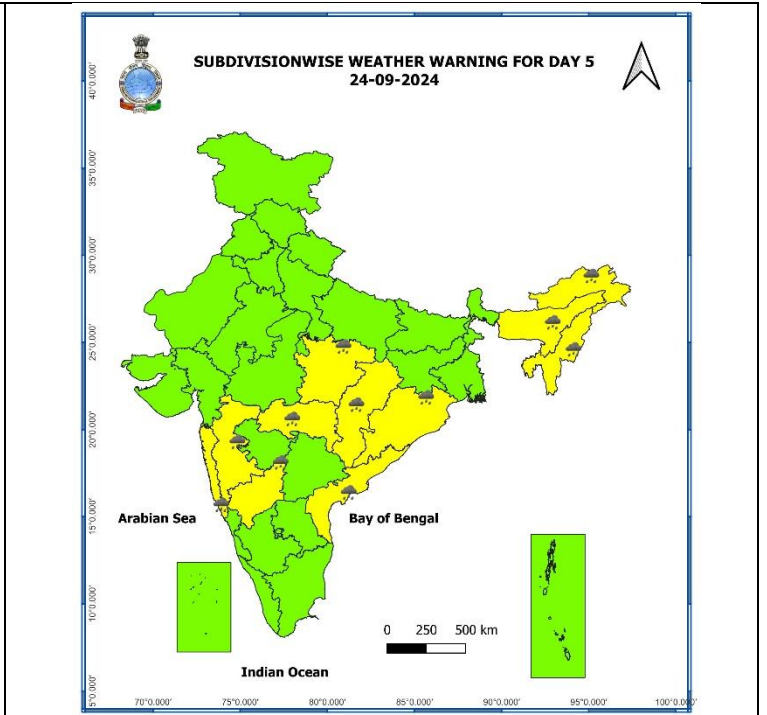 SUBDIVISIONWISE WEATHER WARNING FOR DAY 5
24-09-2024
40°0.000'
35°0.000'
30°0.000'
25°0.000'
20°0.000'
15°0.000'
10°0.000'
5°0.000'
Arabian Sea
Bay of Bengal
0 250 500 km
Indian Ocean
70°0.000' 75°0.000' 80°0.000' 85°0.000' 90°0.000' 95°0.000' 100°0.000'